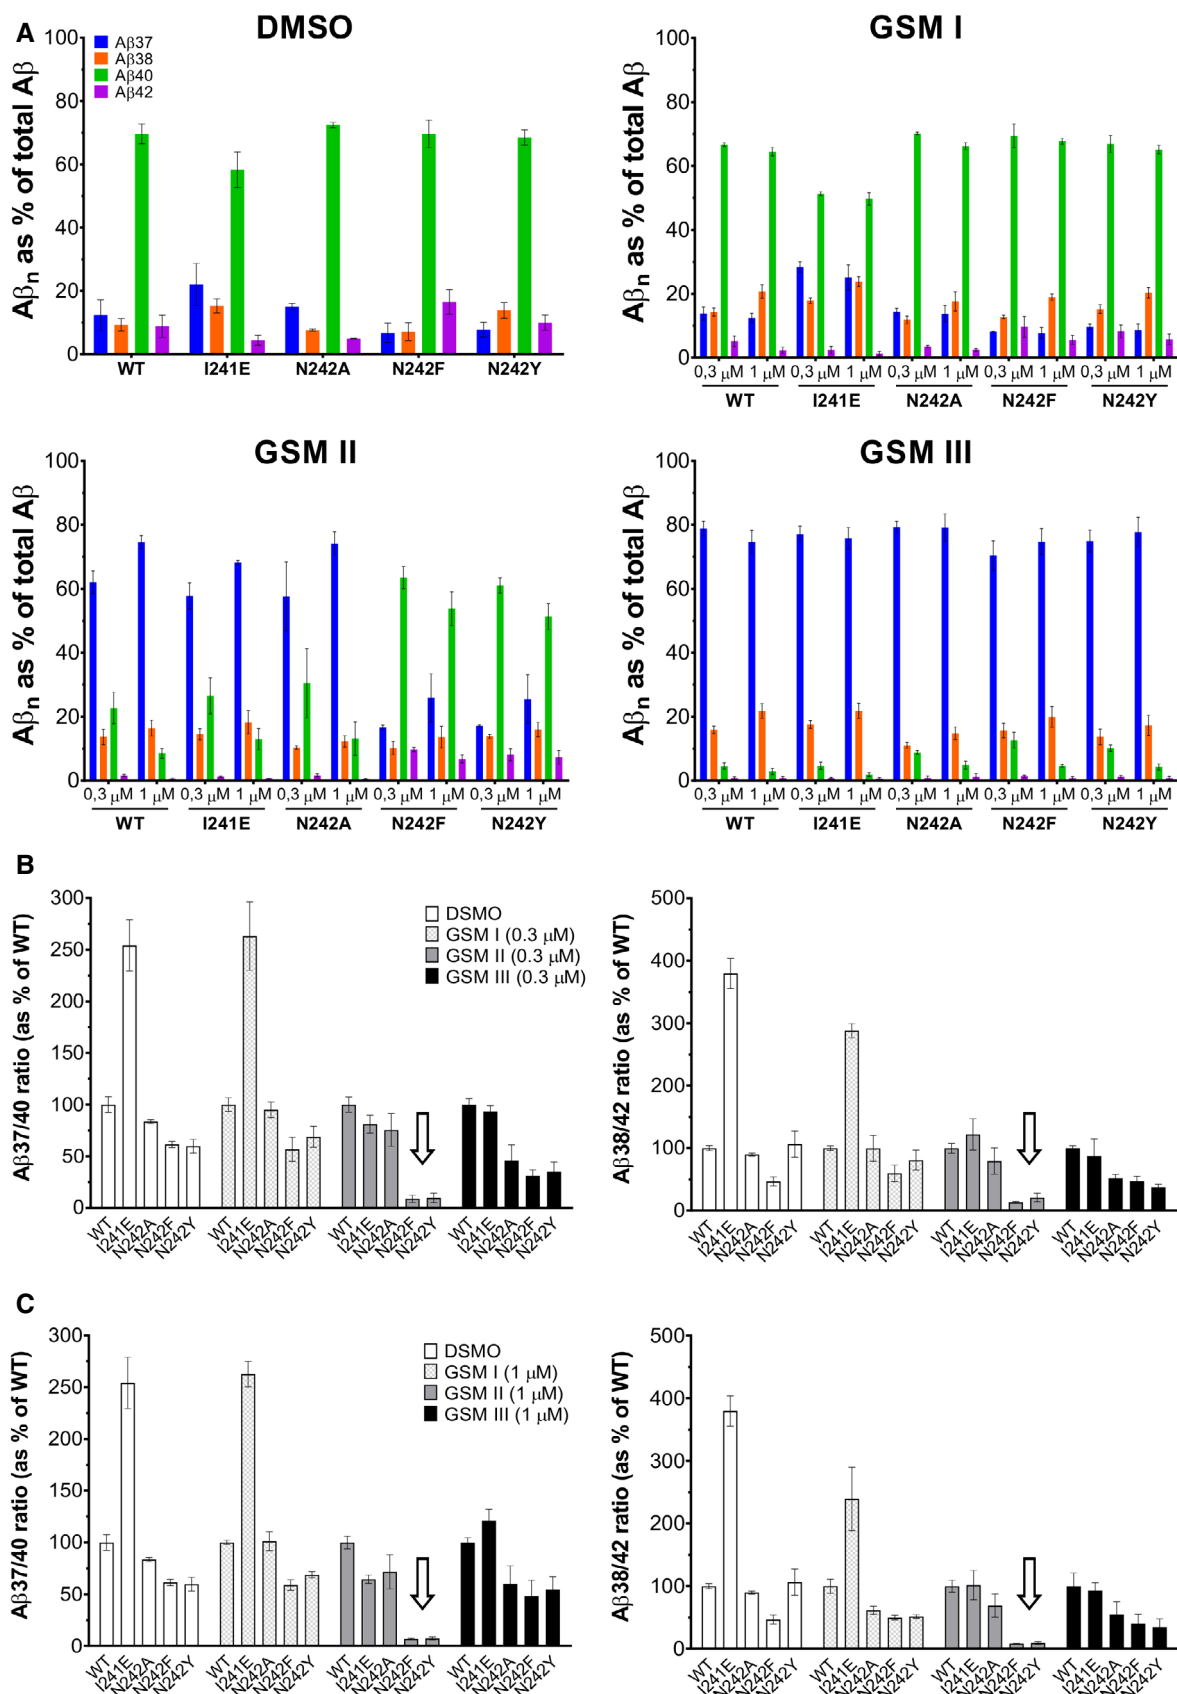 A
DMSO
Aβ37
Aβ38
Aβ40
Aβ42
Aβn as % of total Aβ
100
80
60
40
20
0
WT I241E N242A N242F N242Y
GSM I
Aβn as % of total Aβ
100
80
60
40
20
0
0,3 μM 1 μM 0,3 μM 1 μM 0,3 μM 1 μM 0,3 μM 1 μM 0,3 μM 1 μM
WT I241E N242A N242F N242Y
GSM II
Aβn as % of total Aβ
100
80
60
40
20
0
0,3 μM 1 μM 0,3 μM 1 μM 0,3 μM 1 μM 0,3 μM 1 μM 0,3 μM 1 μM
WT I241E N242A N242F N242Y
GSM III
Aβn as % of total Aβ
100
80
60
40
20
0
0,3 μM 1 μM 0,3 μM 1 μM 0,3 μM 1 μM 0,3 μM 1 μM 0,3 μM 1 μM
WT I241E N242A N242F N242Y
B
Aβ37/40 ratio (as % of WT)
300
250
200
150
100
50
0
DSMO
GSM I (0.3 μM)
GSM II (0.3 μM)
GSM III (0.3 μM)
WT I241E N242A N242F N242Y WT I241E N242A N242F N242Y WT I241E N242A N242F N242Y WT I241E N242A N242F N242Y
Aβ38/42 ratio (as % of WT)
500
400
300
200
100
0
WT I241E N242A N242F N242Y WT I241E N242A N242F N242Y WT I241E N242A N242F N242Y WT I241E N242A N242F N242Y
C
Aβ37/40 ratio (as % of WT)
300
250
200
150
100
50
0
DSMO
GSM I (1 μM)
GSM II (1 μM)
GSM III (1 μM)
WT I241E N242A N242F N242Y WT I241E N242A N242F N242Y WT I241E N242A N242F N242Y WT I241E N242A N242F N242Y
Aβ38/42 ratio (as % of WT)
500
400
300
200
100
0
WT I241E N242A N242F N242Y WT I241E N242A N242F N242Y WT I241E N242A N242F N242Y WT I241E N242A N242F N242Y